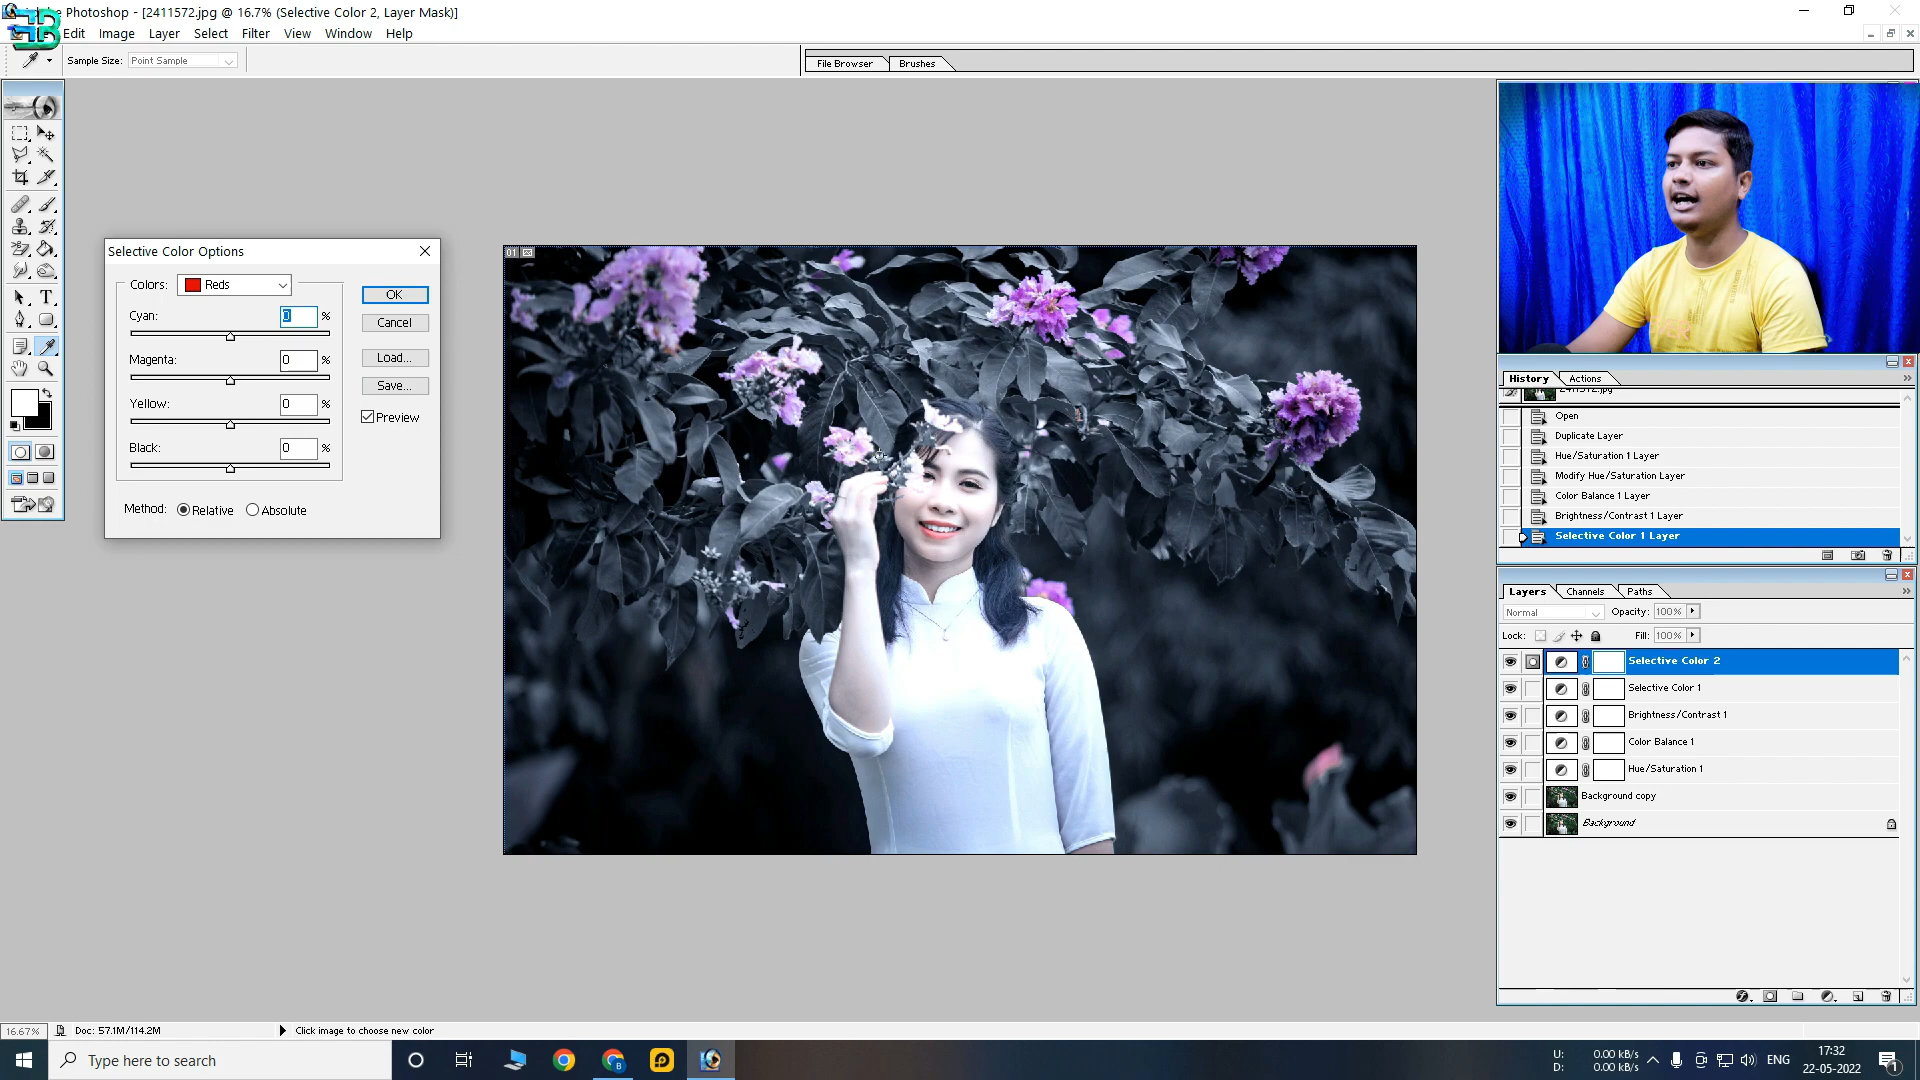 Adobe Photoshop - [2411572.jpg @ 16.7% (Selective Color 2, Layer Mask)]
Edit Image Layer Select Filter View Window Help
Sample Size: Point Sample
File Browser Brushes
Selective Color Options
Colors: Reds
OK
Cyan: 0 %
Cancel
Magenta: 0 %
Load...
Save...
Yellow: 0 %
Preview
Black: 0 %
Method: Relative Absolute
01
History Actions
2411572.jpg
Open
Duplicate Layer
Hue/Saturation 1 Layer
Modify Hue/Saturation Layer
Color Balance 1 Layer
Brightness/Contrast 1 Layer
Selective Color 1 Layer
Layers Channels Paths
Normal Opacity: 100%
Lock: Fill: 100%
Selective Color 2
Selective Color 1
Brightness/Contrast 1
Color Balance 1
Hue/Saturation 1
Background copy
Background
16.67% Doc: 57.1M/114.2M Click image to choose new color
Type here to search
U: 0.00 kB/s
D: 0.00 kB/s
ENG
17:32
22-05-2022
1